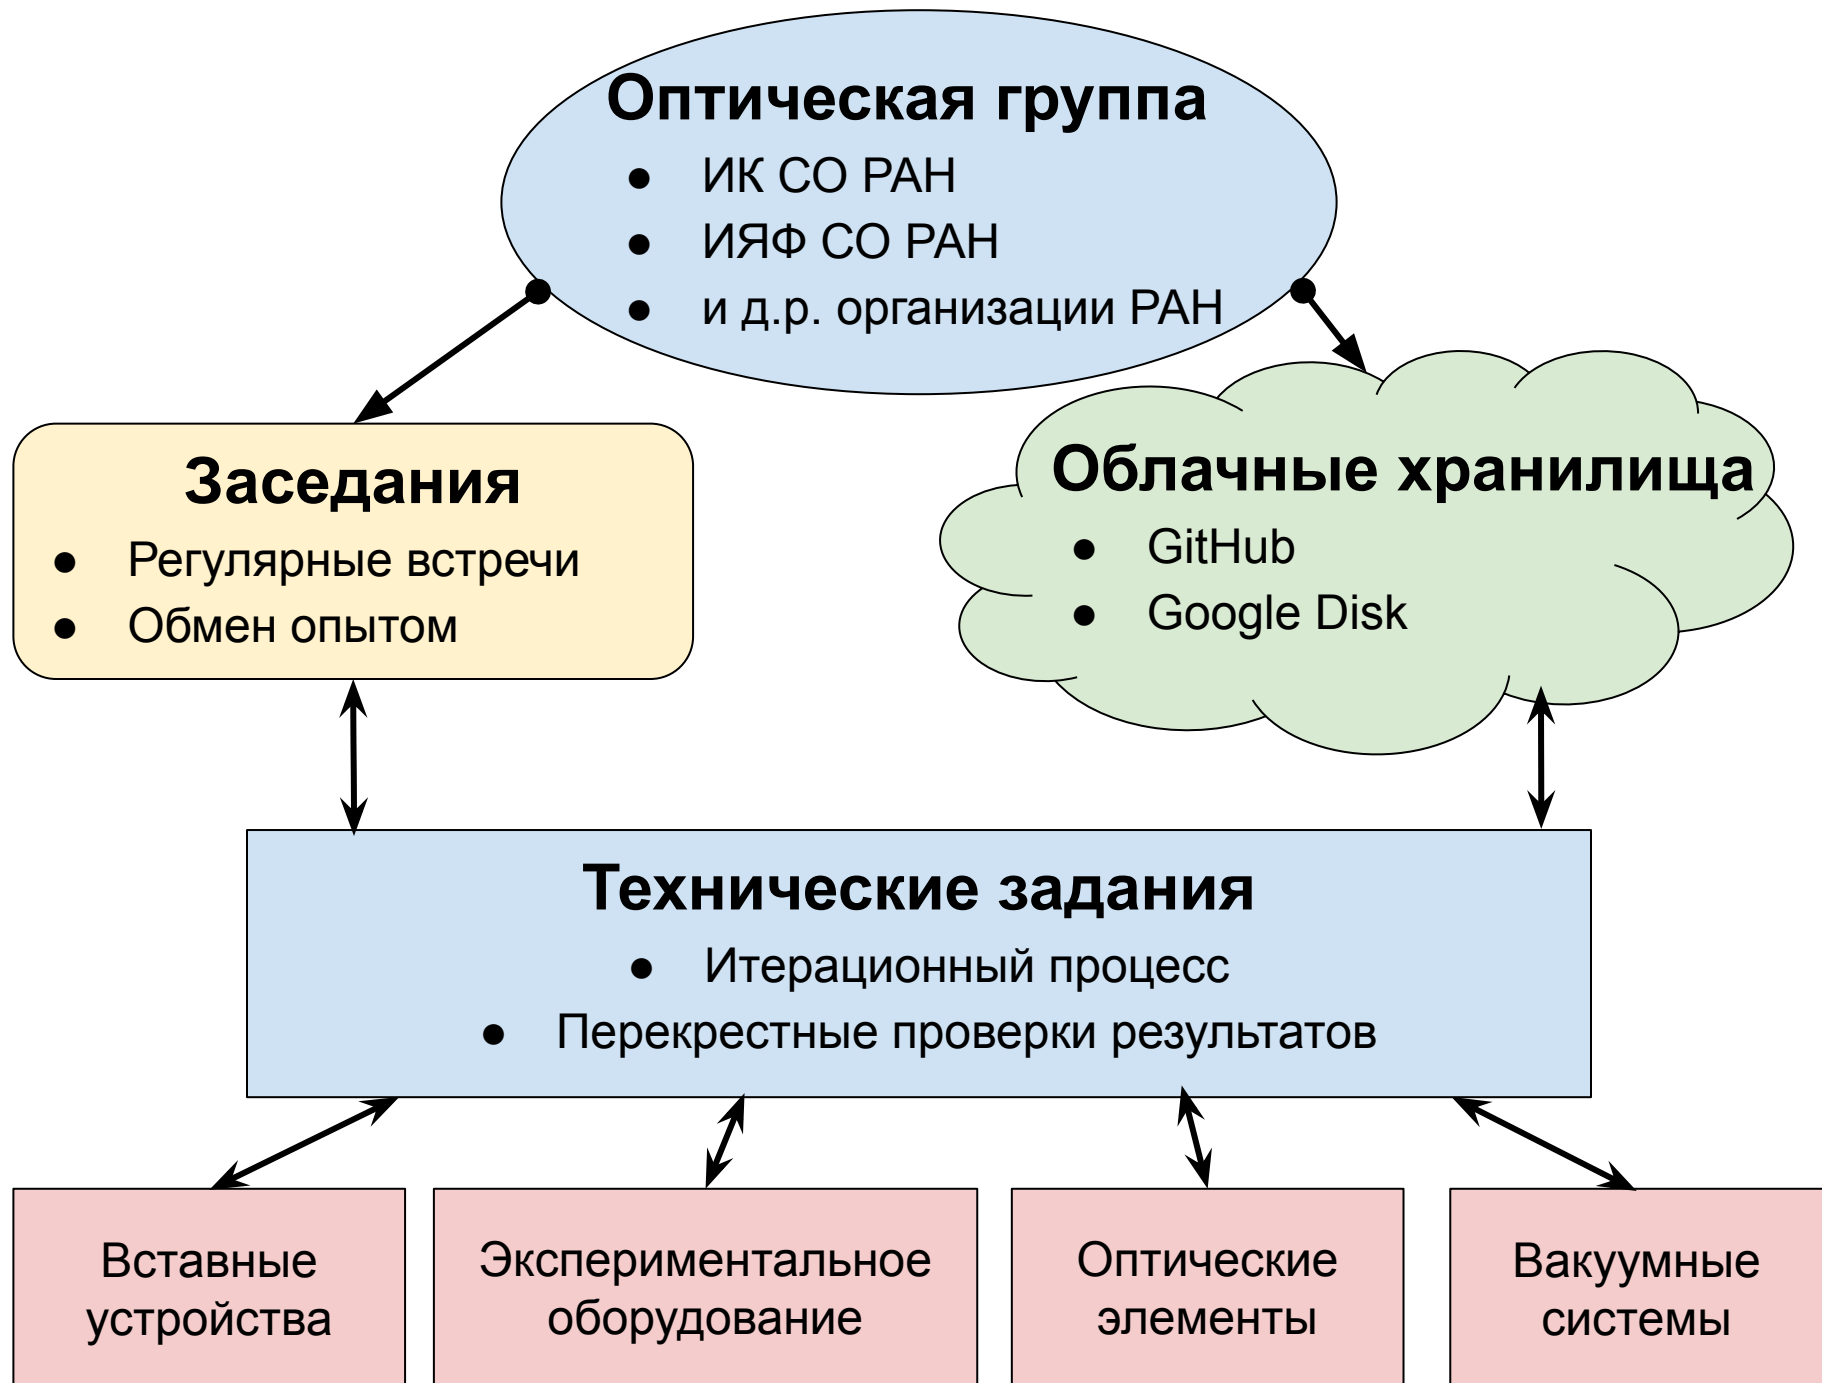 Оптическая группа
● ИК СО РАН
● ИЯФ СО РАН
● и д.р. организации РАН
Заседания
● Регулярные встречи
● Обмен опытом
Облачные хранилища
● GitHub
● Google Disk
Технические задания
● Итерационный процесс
● Перекрестные проверки результатов
Вставные
устройства
Экспериментальное
оборудование
Оптические
элементы
Вакуумные
системы